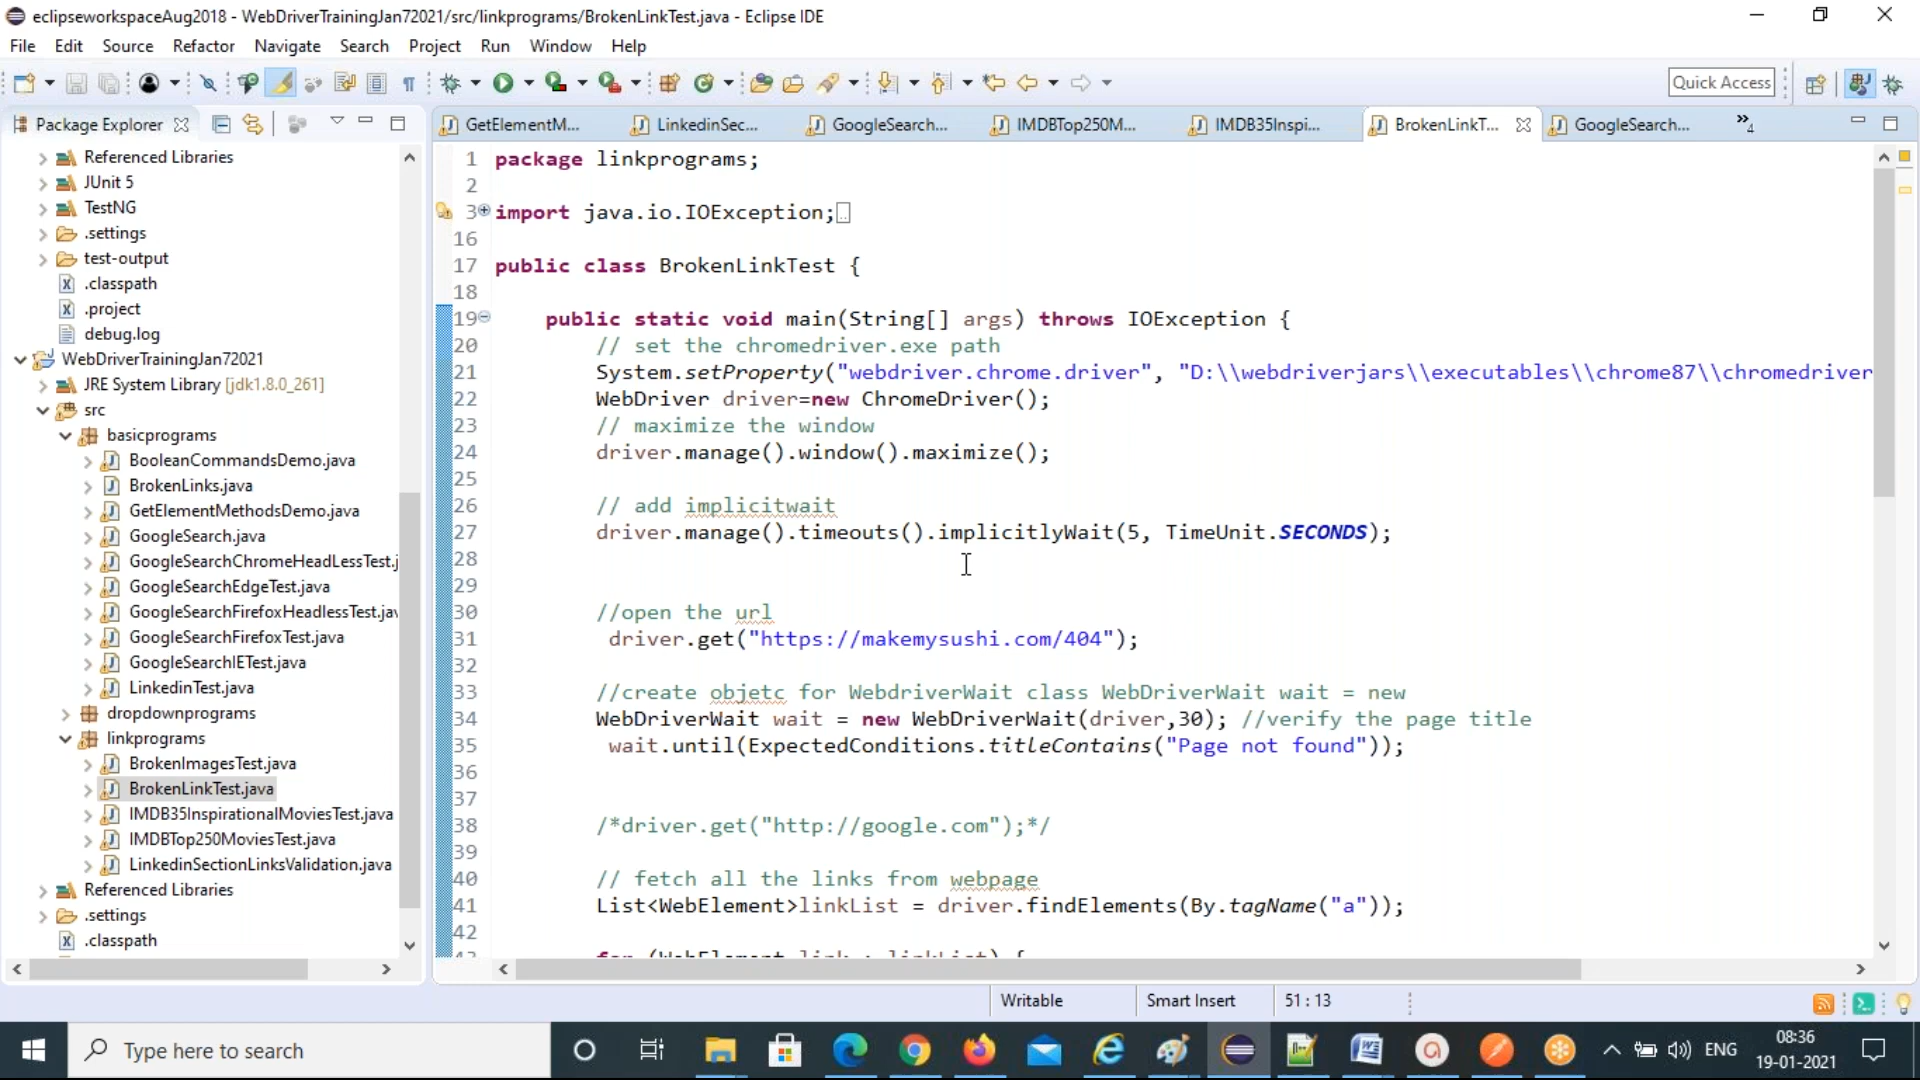 eclipseworkspaceAug2018 - WebDriverTrainingJan72021/src/linkprograms/BrokenLinkTest.java - Eclipse IDE
File Edit Source Refactor Navigate Search Project Run Window Help
Quick Access
Package Explorer
GetElementM...
LinkedinSec...
GoogleSearch...
IMDBTop250M...
IMDB35Inspi...
BrokenLinkT...
GoogleSearch...
»4
Referenced Libraries
JUnit 5
TestNG
.settings
test-output
.classpath
.project
debug.log
WebDriverTrainingJan72021
JRE System Library [jdk1.8.0_261]
src
basicprograms
BooleanCommandsDemo.java
BrokenLinks.java
GetElementMethodsDemo.java
GoogleSearch.java
GoogleSearchChromeHeadLessTest.j
GoogleSearchEdgeTest.java
GoogleSearchFirefoxHeadlessTest.jav
GoogleSearchFirefoxTest.java
GoogleSearchIETest.java
LinkedinTest.java
dropdownprograms
linkprograms
BrokenImagesTest.java
BrokenLinkTest.java
IMDB35InspirationalMoviesTest.java
IMDBTop250MoviesTest.java
LinkedinSectionLinksValidation.java
Referenced Libraries
.settings
.classpath
1 package linkprograms;
2
3 import java.io.IOException;
16
17 public class BrokenLinkTest {
18
19 public static void main(String[] args) throws IOException {
20 // set the chromedriver.exe path
21 System.setProperty("webdriver.chrome.driver", "D:\\webdriverjars\\executables\\chrome87\\chromedriver
22 WebDriver driver=new ChromeDriver();
23 // maximize the window
24 driver.manage().window().maximize();
25
26 // add implicitwait
27 driver.manage().timeouts().implicitlyWait(5, TimeUnit.SECONDS);
28
29
30 //open the url
31 driver.get("https://makemysushi.com/404");
32
33 //create objetc for WebdriverWait class WebDriverWait wait = new
34 WebDriverWait wait = new WebDriverWait(driver,30); //verify the page title
35 wait.until(ExpectedConditions.titleContains("Page not found"));
36
37
38 /*driver.get("http://google.com");*/
39
40 // fetch all the links from webpage
41 List<WebElement>linkList = driver.findElements(By.tagName("a"));
42
43 for (WebElement link : linkList) {
Writable
Smart Insert
51 : 13
Type here to search
ENG
08:36
19-01-2021